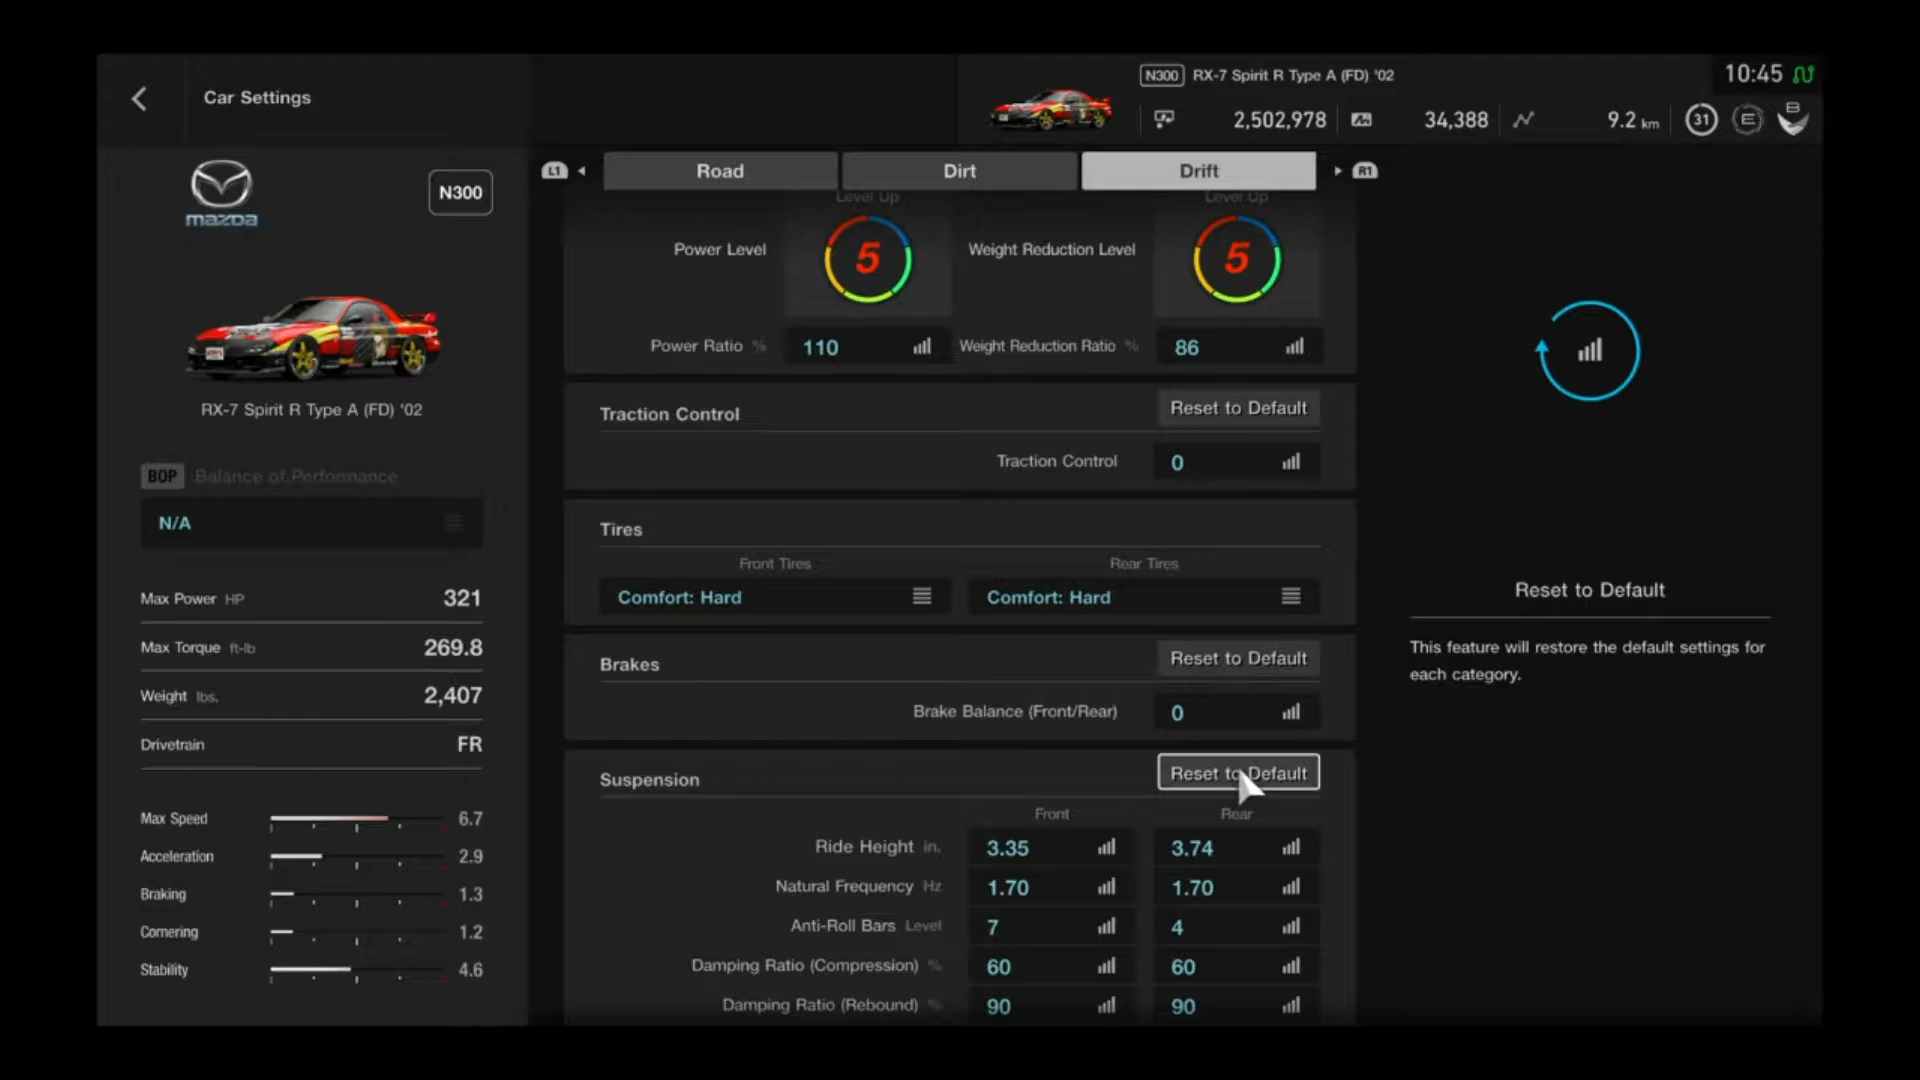 Car Settings
N300 RX-7 Spirit R Type A (FD) '02
10:45
2,502,978 34,388 9.2 km 31 E B
mazda
N300
RX-7 Spirit R Type A (FD) '02
BOP Balance of Performance
N/A
Max Power HP 321
Max Torque ft-lb 269.8
Weight lbs. 2,407
Drivetrain FR
Max Speed 6.7
Acceleration 2.9
Braking 1.3
Cornering 1.2
Stability 4.6
L1 Road Dirt Drift R1
Level Up Level Up
Power Level 5 Weight Reduction Level 5
Power Ratio % 110 Weight Reduction Ratio % 86
Traction Control Reset to Default
Traction Control 0
Tires
Front Tires Rear Tires
Comfort: Hard Comfort: Hard
Brakes Reset to Default
Brake Balance (Front/Rear) 0
Suspension Reset to Default
Front Rear
Ride Height in. 3.35 3.74
Natural Frequency Hz 1.70 1.70
Anti-Roll Bars Level 7 4
Damping Ratio (Compression) % 60 60
Damping Ratio (Rebound) % 90 90
Reset to Default
This feature will restore the default settings for
each category.